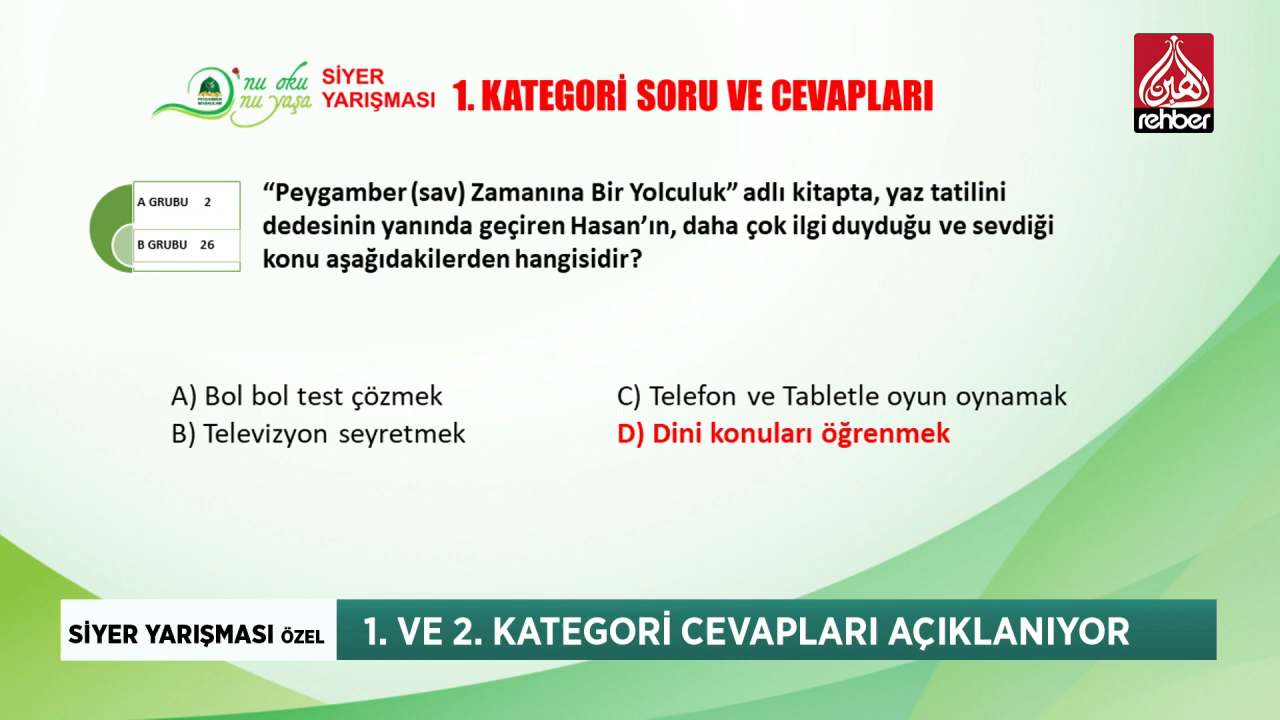 'nu oku
nu yaşa
PEYGAMBER
SEVDALILARI
SİYER
YARIŞMASI
1. KATEGORİ SORU VE CEVAPLARI
هبر
rehber
A GRUBU 2
B GRUBU 26
“Peygamber (sav) Zamanına Bir Yolculuk” adlı kitapta, yaz tatilini
dedesinin yanında geçiren Hasan’ın, daha çok ilgi duyduğu ve sevdiği
konu aşağıdakilerden hangisidir?
A) Bol bol test çözmek
B) Televizyon seyretmek
C) Telefon ve Tabletle oyun oynamak
D) Dini konuları öğrenmek
SİYER YARIŞMASI ÖZEL
1. VE 2. KATEGORİ CEVAPLARI AÇIKLANIYOR